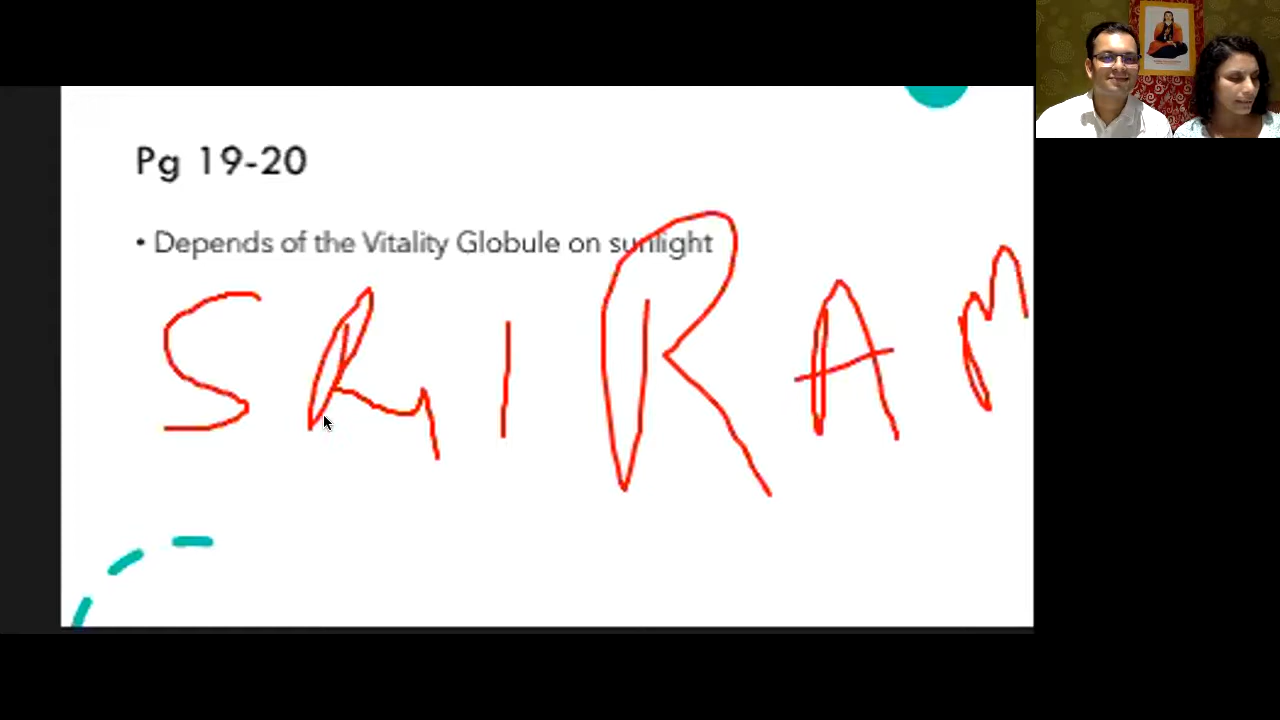 Pg 19-20
• Depends of the Vitality Globule on sunlight
SRI RAM